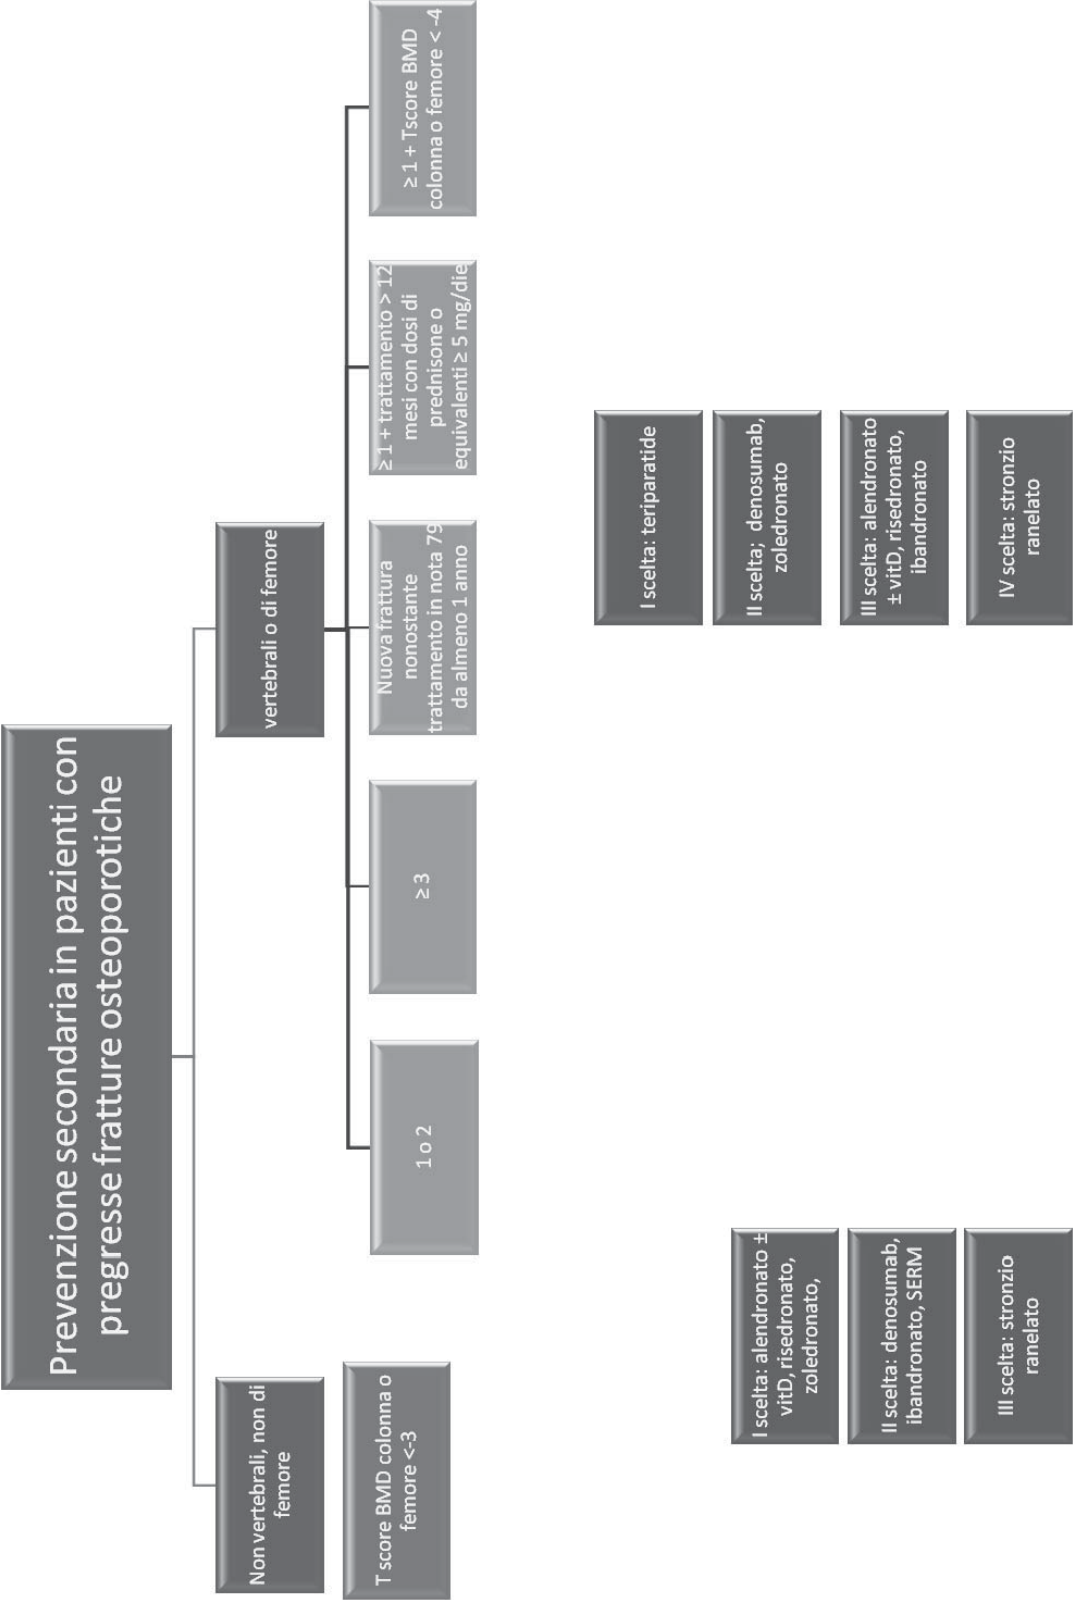 Prevenzione secondaria in pazienti con
pregresse fratture osteoporotiche
Non vertebrali, non di
femore
vertebrali o di femore
T score BMD colonna o
femore <-3
1 o 2
≥ 3
Nuova frattura
nonostante
trattamento in nota 79
da almeno 1 anno
≥ 1 + trattamento > 12
mesi con dosi di
prednisone o
equivalenti ≥ 5 mg/die
≥ 1 + Tscore BMD
colonna o femore < -4
I scelta: alendronato ±
vitD, risedronato,
zoledronato,
II scelta: denosumab,
ibandronato, SERM
III scelta: stronzio
ranelato
I scelta: teriparatide
II scelta; denosumab,
zoledronato
III scelta: alendronato
± vitD, risedronato,
ibandronato
IV scelta: stronzio
ranelato